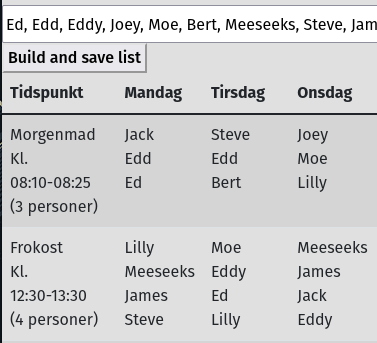 Ed, Edd, Eddy, Joey, Moe, Bert, Meeseeks, Steve, Jam
Build and save list
Tidspunkt Mandag Tirsdag Onsdag
Morgenmad Jack Steve Joey
Kl. Edd Edd Moe
08:10-08:25 Ed Bert Lilly
(3 personer)
Frokost Lilly Moe Meeseeks
Kl. Meeseeks Eddy James
12:30-13:30 James Ed Jack
(4 personer) Steve Lilly Eddy